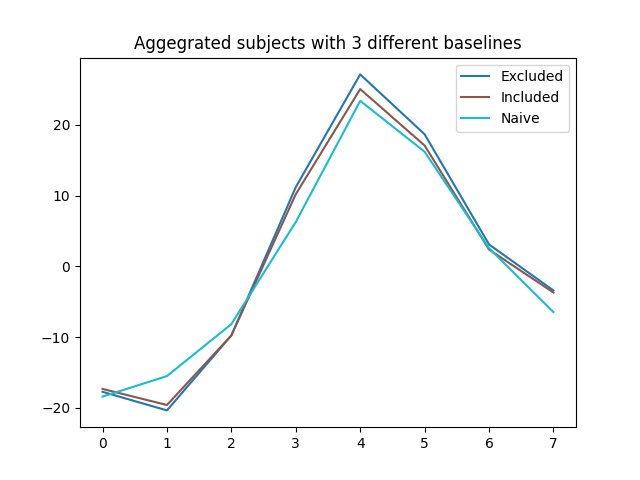 Aggegrated subjects with 3 different baselines
Excluded
Included
Naive
20
10
0
−10
−20
0 1 2 3 4 5 6 7